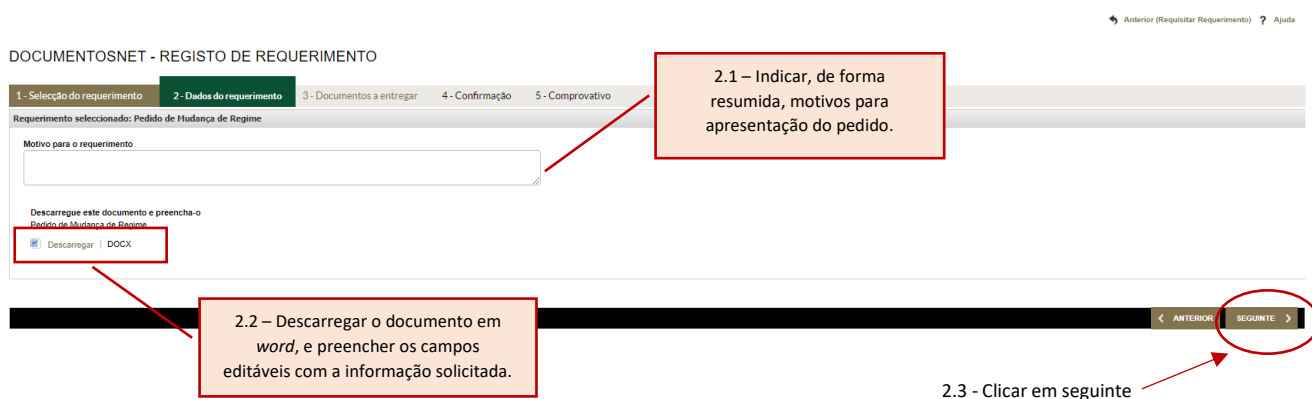 Anterior (Requisitar Requerimento) ? Ajuda
DOCUMENTOSNET - REGISTO DE REQUERIMENTO
1 - Selecção do requerimento 2 - Dados do requerimento 3 - Documentos a entregar 4 - Confirmação 5 - Comprovativo
Requerimento seleccionado: Pedido de Mudança de Regime
2.1 – Indicar, de forma
resumida, motivos para
apresentação do pedido.
Motivo para o requerimento
Descarregue este documento e preencha-o
Pedido de Mudança de Regime
Descarregar | DOCX
2.2 – Descarregar o documento em
word, e preencher os campos
editáveis com a informação solicitada.
ANTERIOR SEGUINTE
2.3 - Clicar em seguinte